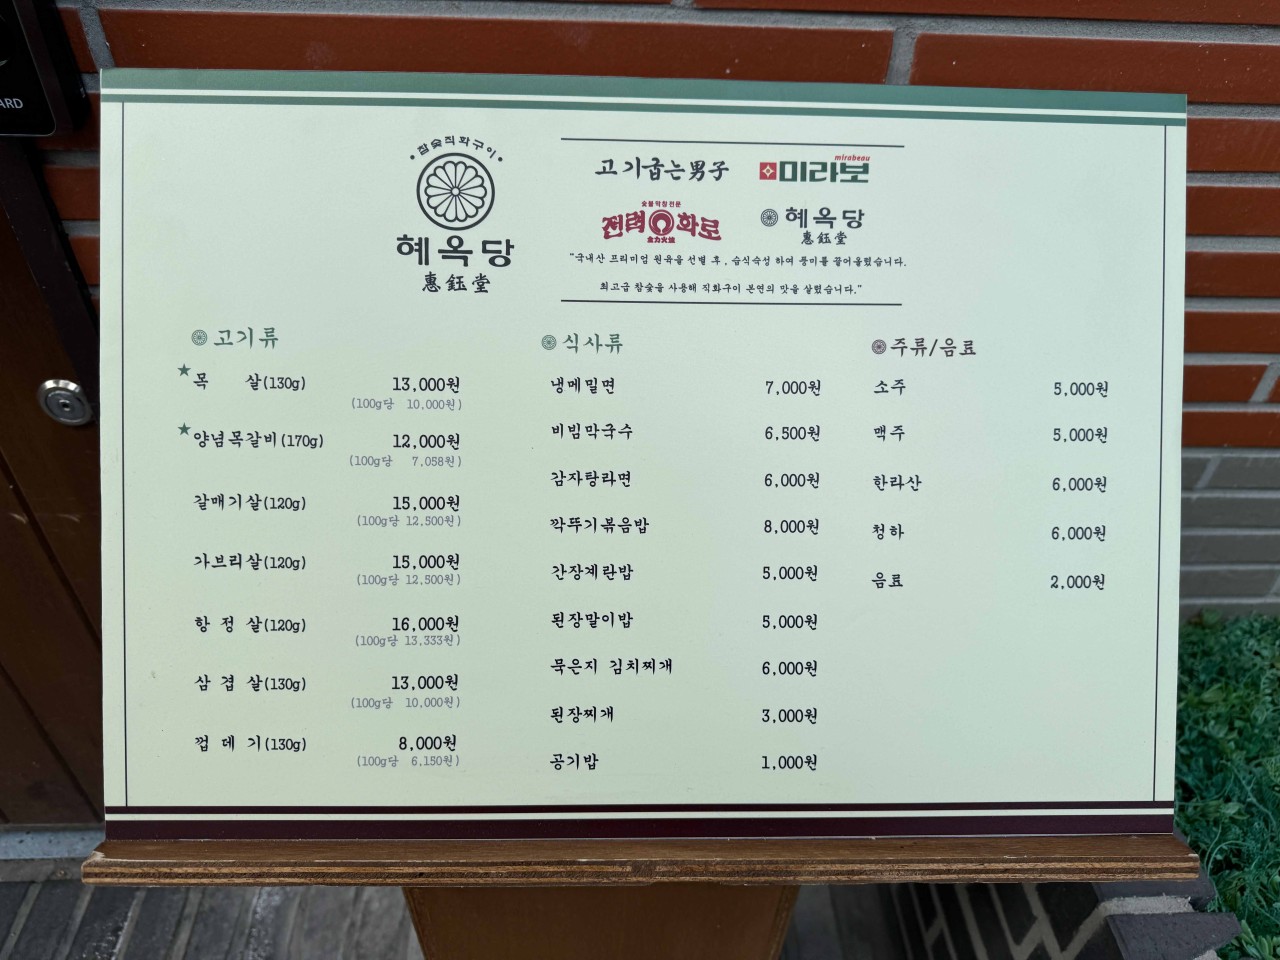 ARD
참숯직화구이
혜옥당
惠鈺堂
고기굽는男子
mirabeau
미라보
숯불막창전문
전력화로
全力火爐
혜옥당
惠鈺堂
"국내산 프리미엄 원육을 선별 후, 습식숙성 하여 풍미를 끌어올렸습니다.
최고급 참숯을 사용해 직화구이 본연의 맛을 살렸습니다."
고기류
★목 살(130g) 13,000원
(100g당 10,000원)
★양념목갈비(170g) 12,000원
(100g당 7,058원)
갈매기살(120g) 15,000원
(100g당 12,500원)
가브리살(120g) 15,000원
(100g당 12,500원)
항 정 살(120g) 16,000원
(100g당 13,333원)
삼 겹 살(130g) 13,000원
(100g당 10,000원)
껍 데 기(130g) 8,000원
(100g당 6,150원)
식사류
냉메밀면 7,000원
비빔막국수 6,500원
감자탕라면 6,000원
깍뚜기볶음밥 8,000원
간장계란밥 5,000원
된장말이밥 5,000원
묵은지 김치찌개 6,000원
된장찌개 3,000원
공기밥 1,000원
주류/음료
소주 5,000원
맥주 5,000원
한라산 6,000원
청하 6,000원
음료 2,000원